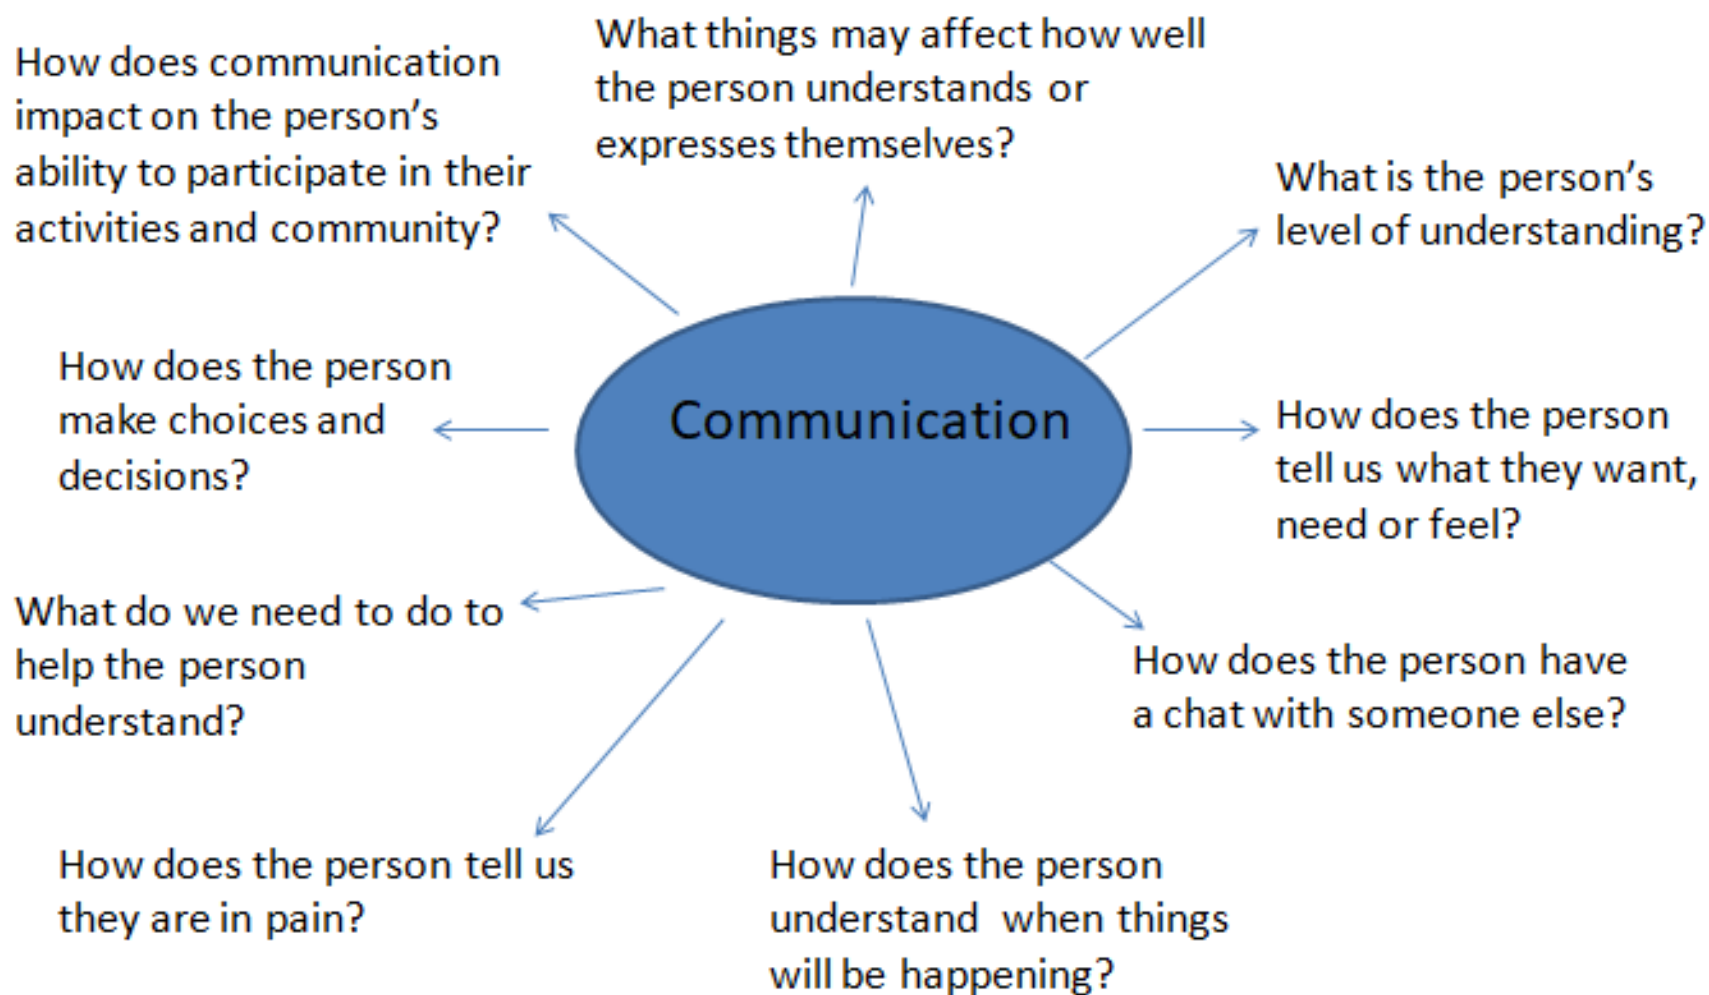 How does communication
impact on the person’s
ability to participate in their
activities and community?
What things may affect how well
the person understands or
expresses themselves?
What is the person’s
level of understanding?
How does the person
make choices and
decisions?
Communication
How does the person
tell us what they want,
need or feel?
What do we need to do to
help the person
understand?
How does the person have
a chat with someone else?
How does the person tell us
they are in pain?
How does the person
understand when things
will be happening?